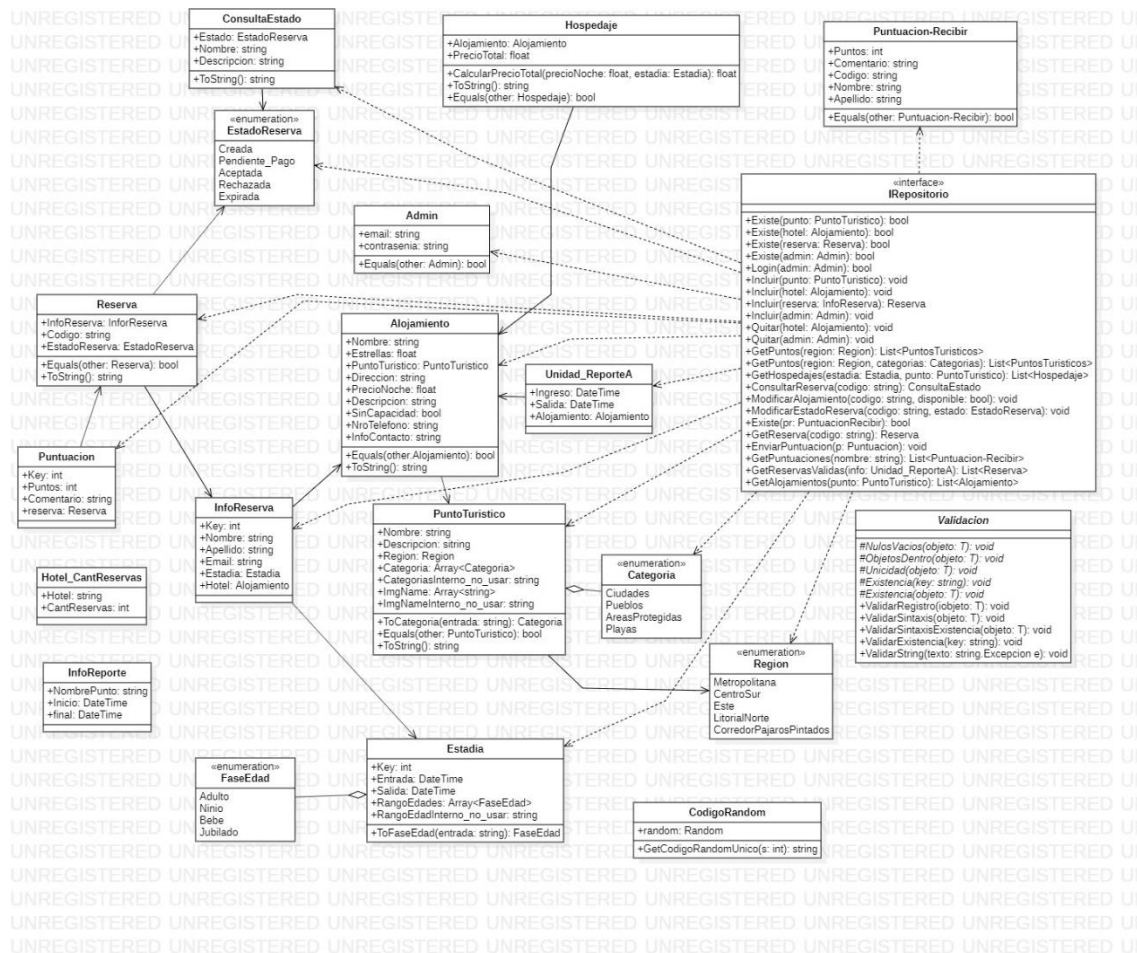 ConsultaEstado
+Estado: EstadoReserva
+Nombre: string
+Descripcion: string
+ToString(): string
Hospedaje
+Alojamiento: Alojamiento
+PrecioTotal: float
+CalcularPrecioTotal(precioNoche: float, estadia: Estadia): float
+ToString(): string
+Equals(other: Hospedaje): bool
Puntuacion-Recibir
+Puntos: int
+Comentario: string
+Codigo: string
+Nombre: string
+Apellido: string
+Equals(other: Puntuacion-Recibir): bool
«enumeration»
EstadoReserva
Creada
Pendiente_Pago
Aceptada
Rechazada
Expirada
Admin
+email: string
+contrasenia: string
+Equals(other: Admin): bool
«interface»
IRepositorio
+Existe(punto: PuntoTuristico): bool
+Existe(hotel: Alojamiento): bool
+Existe(reserva: Reserva): bool
+Existe(admin: Admin): bool
+Login(admin: Admin): bool
+Incluir(punto: PuntoTuristico): void
+Incluir(hotel: Alojamiento): void
+Incluir(reserva: InfoReserva): Reserva
+Incluir(admin: Admin): void
+Quitar(hotel: Alojamiento): void
+Quitar(admin: Admin): void
+GetPuntos(region: Region): List<PuntosTuristicos>
+GetPuntos(region: Region, categorias: Categorias): List<PuntosTuristicos>
+GetHospedajes(estadia: Estadia, punto: PuntoTuristico): List<Hospedaje>
+ConsultarReserva(codigo: string): ConsultaEstado
+ModificarAlojamiento(codigo: string, disponible: bool): void
+ModificarEstadoReserva(codigo: string, estado: EstadoReserva): void
+Existe(pr: PuntuacionRecibir): bool
+GetReserva(codigo: string): Reserva
+EnviarPuntuacion(p: Puntuacion): void
+GetPuntuaciones(nombre: string): List<Puntuacion-Recibir>
+GetReservasValidas(info: Unidad_ReporteA): List<Reserva>
+GetAlojamientos(punto: PuntoTuristico): List<Alojamiento>
Reserva
+InfoReserva: InforReserva
+Codigo: string
+EstadoReserva: EstadoReserva
+Equals(other: Reserva): bool
+ToString(): string
Alojamiento
+Nombre: string
+Estrellas: float
+PuntoTuristico: PuntoTuristico
+Direccion: string
+PrecioNoche: float
+Descripcion: string
+SinCapacidad: bool
+NroTelefono: string
+InfoContacto: string
+Equals(other.Alojamiento): bool
+ToString(): string
Unidad_ReporteA
+Ingreso: DateTime
+Salida: DateTime
+Alojamiento: Alojamiento
Puntuacion
+Key: int
+Puntos: int
+Comentario: string
+reserva: Reserva
InfoReserva
+Key: int
+Nombre: string
+Apellido: string
+Email: string
+Estadia: Estadia
+Hotel: Alojamiento
PuntoTuristico
+Nombre: string
+Descripcion: string
+Region: Region
+Categoria: Array<Categoria>
+CategoriasInterno_no_usar: string
+ImgName: Array<string>
+ImgNameInterno_no_usar: string
+ToCategoria(entrada: string): Categoria
+Equals(other: PuntoTuristico): bool
+ToString(): string
«enumeration»
Categoria
Ciudades
Pueblos
AreasProtegidas
Playas
Validacion
#NulosVacios(objeto: T): void
#ObjetosDentro(objeto: T): void
#Unicidad(objeto: T): void
#Existencia(key: string): void
#Existencia(objeto: T): void
+ValidarRegistro(iobjeto: T): void
+ValidarSintaxis(objeto: T): void
+ValidarSintaxisExistencia(objeto: T): void
+ValidarExistencia(key: string): void
+ValidarString(texto: string.Excepcion e): void
Hotel_CantReservas
+Hotel: string
+CantReservas: int
«enumeration»
Region
Metropolitana
CentroSur
Este
LitorialNorte
CorredorPajarosPintados
InfoReporte
+NombrePunto: string
+Inicio: DateTime
+final: DateTime
«enumeration»
FaseEdad
Adulto
Ninio
Bebe
Jubilado
Estadia
+Key: int
+Entrada: DateTime
+Salida: DateTime
+RangoEdades: Array<FaseEdad>
+RangoEdadInterno_no_usar: string
+ToFaseEdad(entrada: string): FaseEdad
CodigoRandom
+random: Random
+GetCodigoRandomUnico(s: int): string